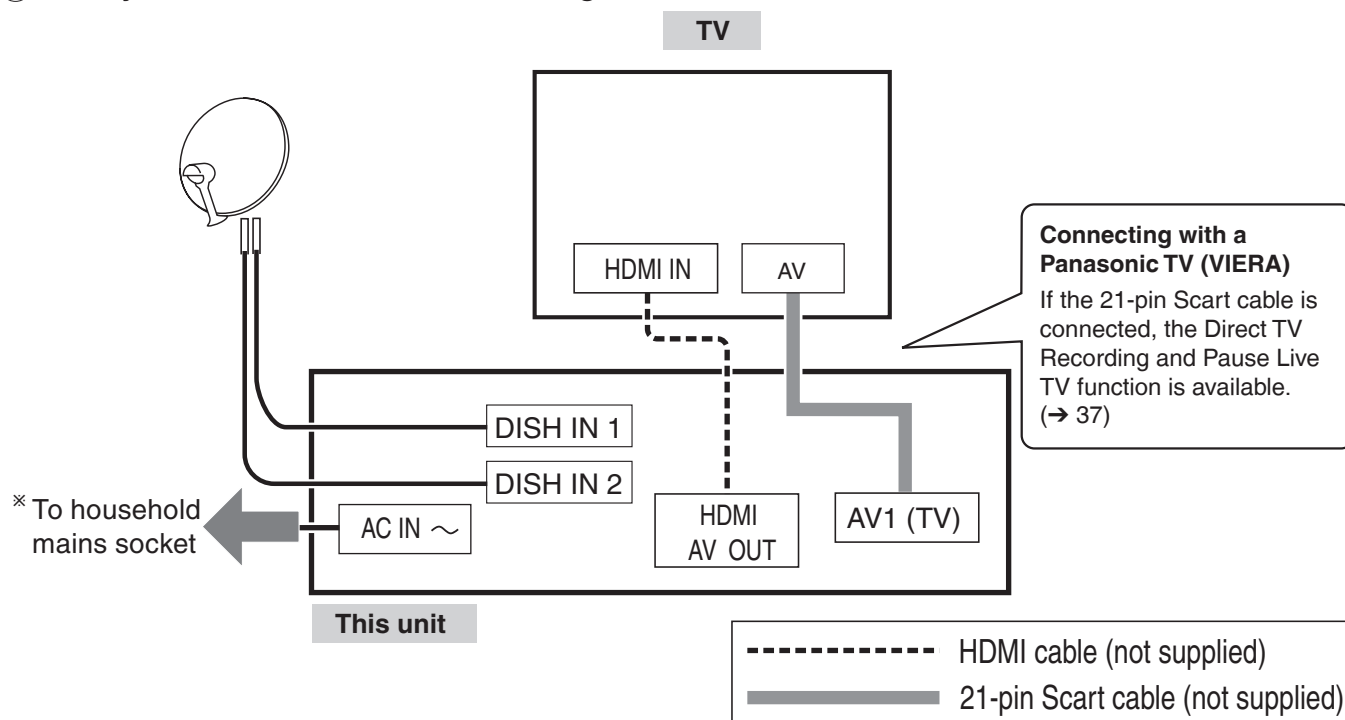 TV
HDMI IN
AV
Connecting with a
Panasonic TV (VIERA)
If the 21-pin Scart cable is
connected, the Direct TV
Recording and Pause Live
TV function is available.
(➔ 37)
DISH IN 1
DISH IN 2
※ To household
mains socket
AC IN ～
HDMI
AV OUT
AV1 (TV)
This unit
HDMI cable (not supplied)
21-pin Scart cable (not supplied)